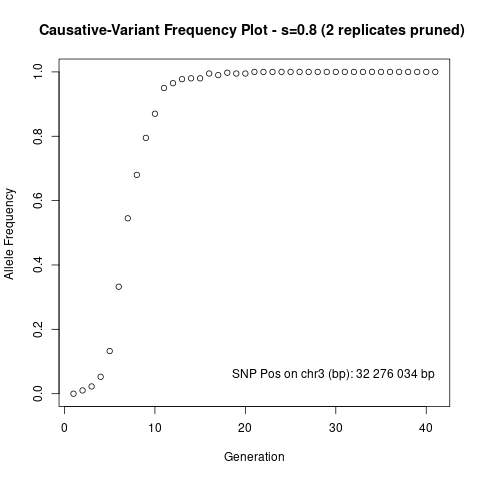 Causative-Variant Frequency Plot - s=0.8 (2 replicates pruned)
Allele Frequency
1.0
0.8
0.6
0.4
0.2
0.0
SNP Pos on chr3 (bp): 32 276 034 bp
0 10 20 30 40
Generation